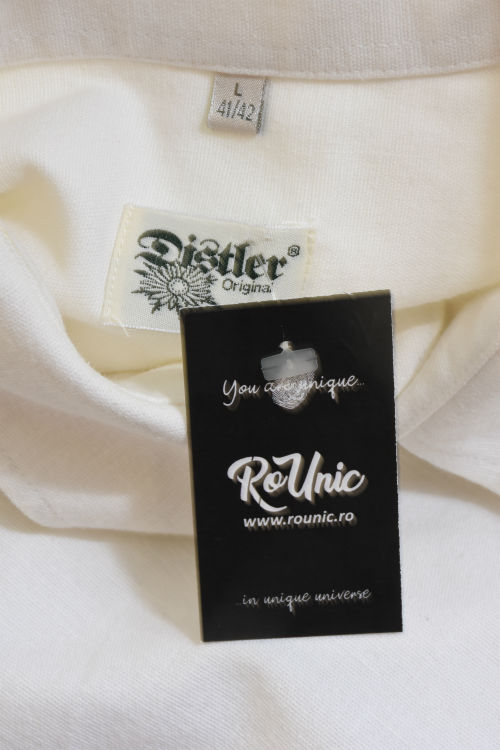 L
41/42
Distler®
Original
You are unique...
RoUnic
www.rounic.ro
...in unique universe